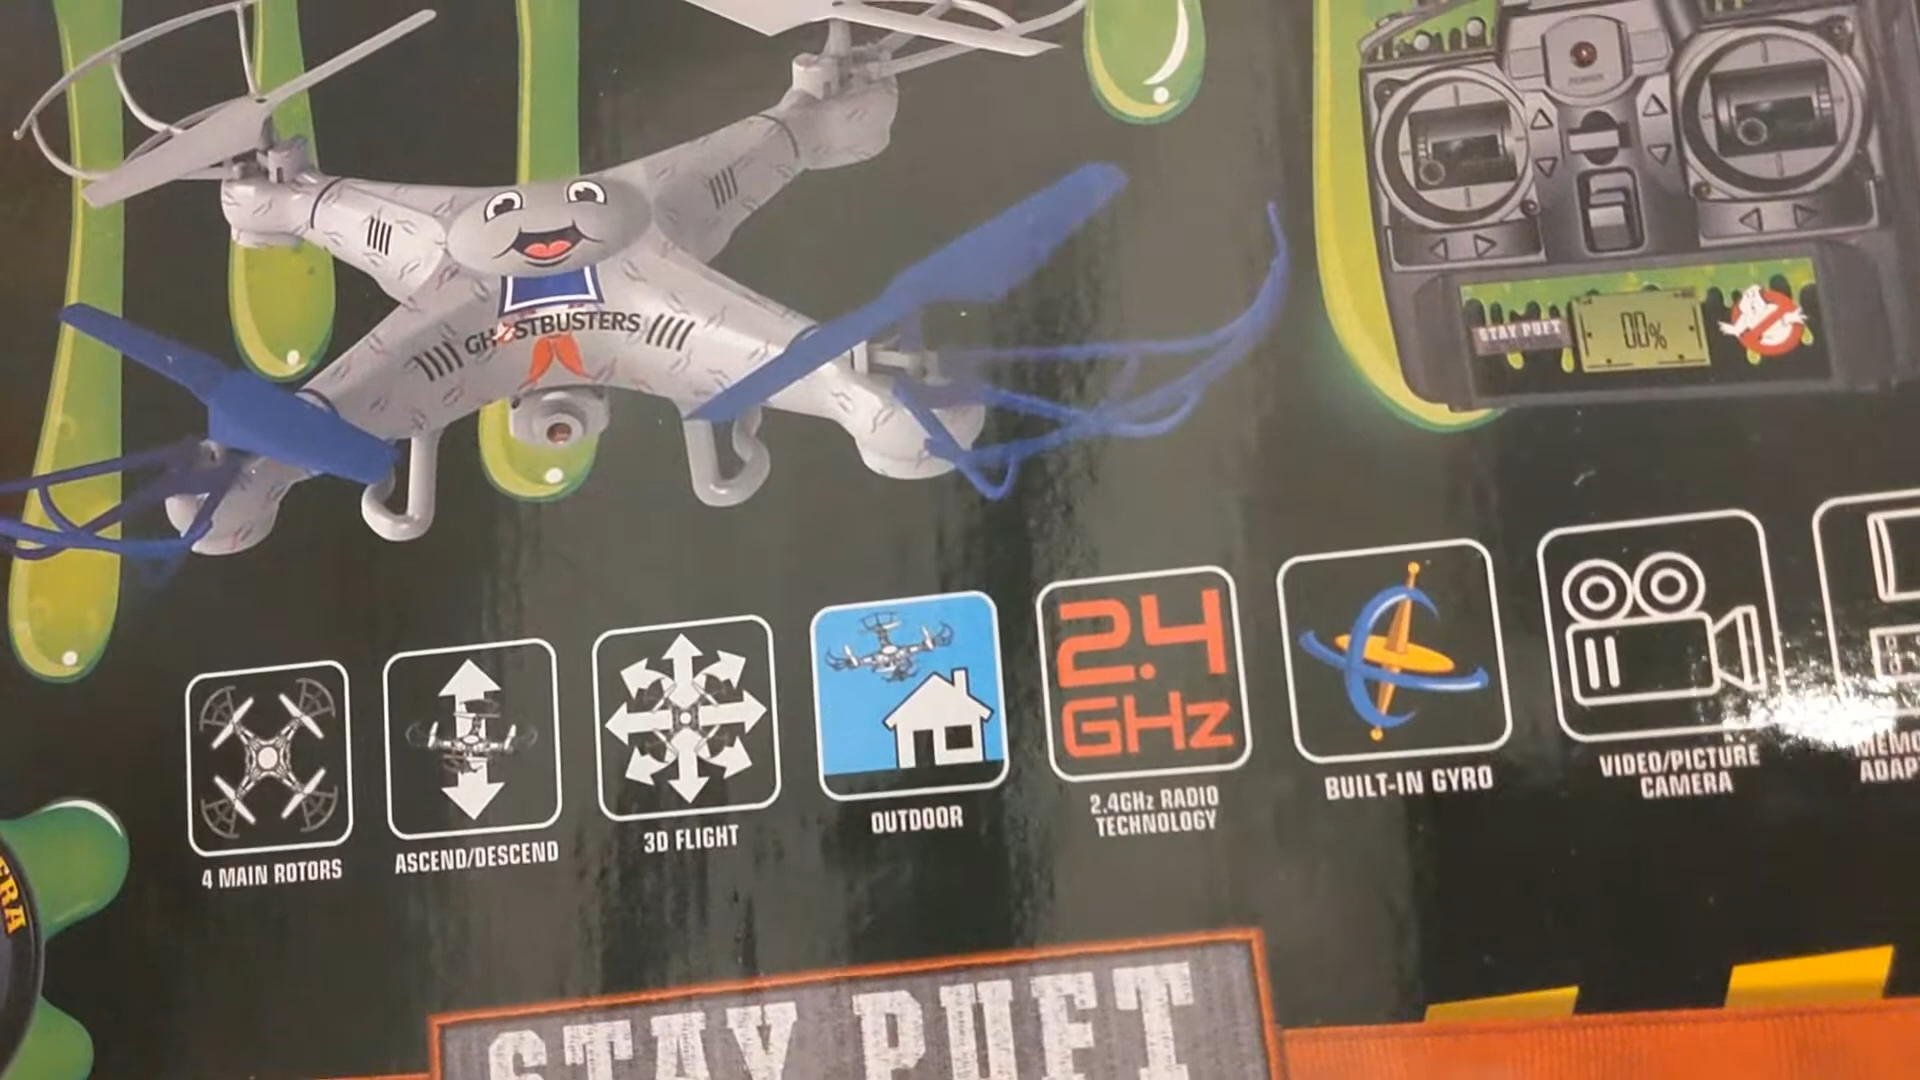 POWER
GHOSTBUSTERS
STAY PUFT
00%
2.4
GHz
4 MAIN ROTORS
ASCEND/DESCEND
3D FLIGHT
OUTDOOR
2.4GHz RADIO
TECHNOLOGY
BUILT-IN GYRO
VIDEO/PICTURE
CAMERA
STAY PUFT